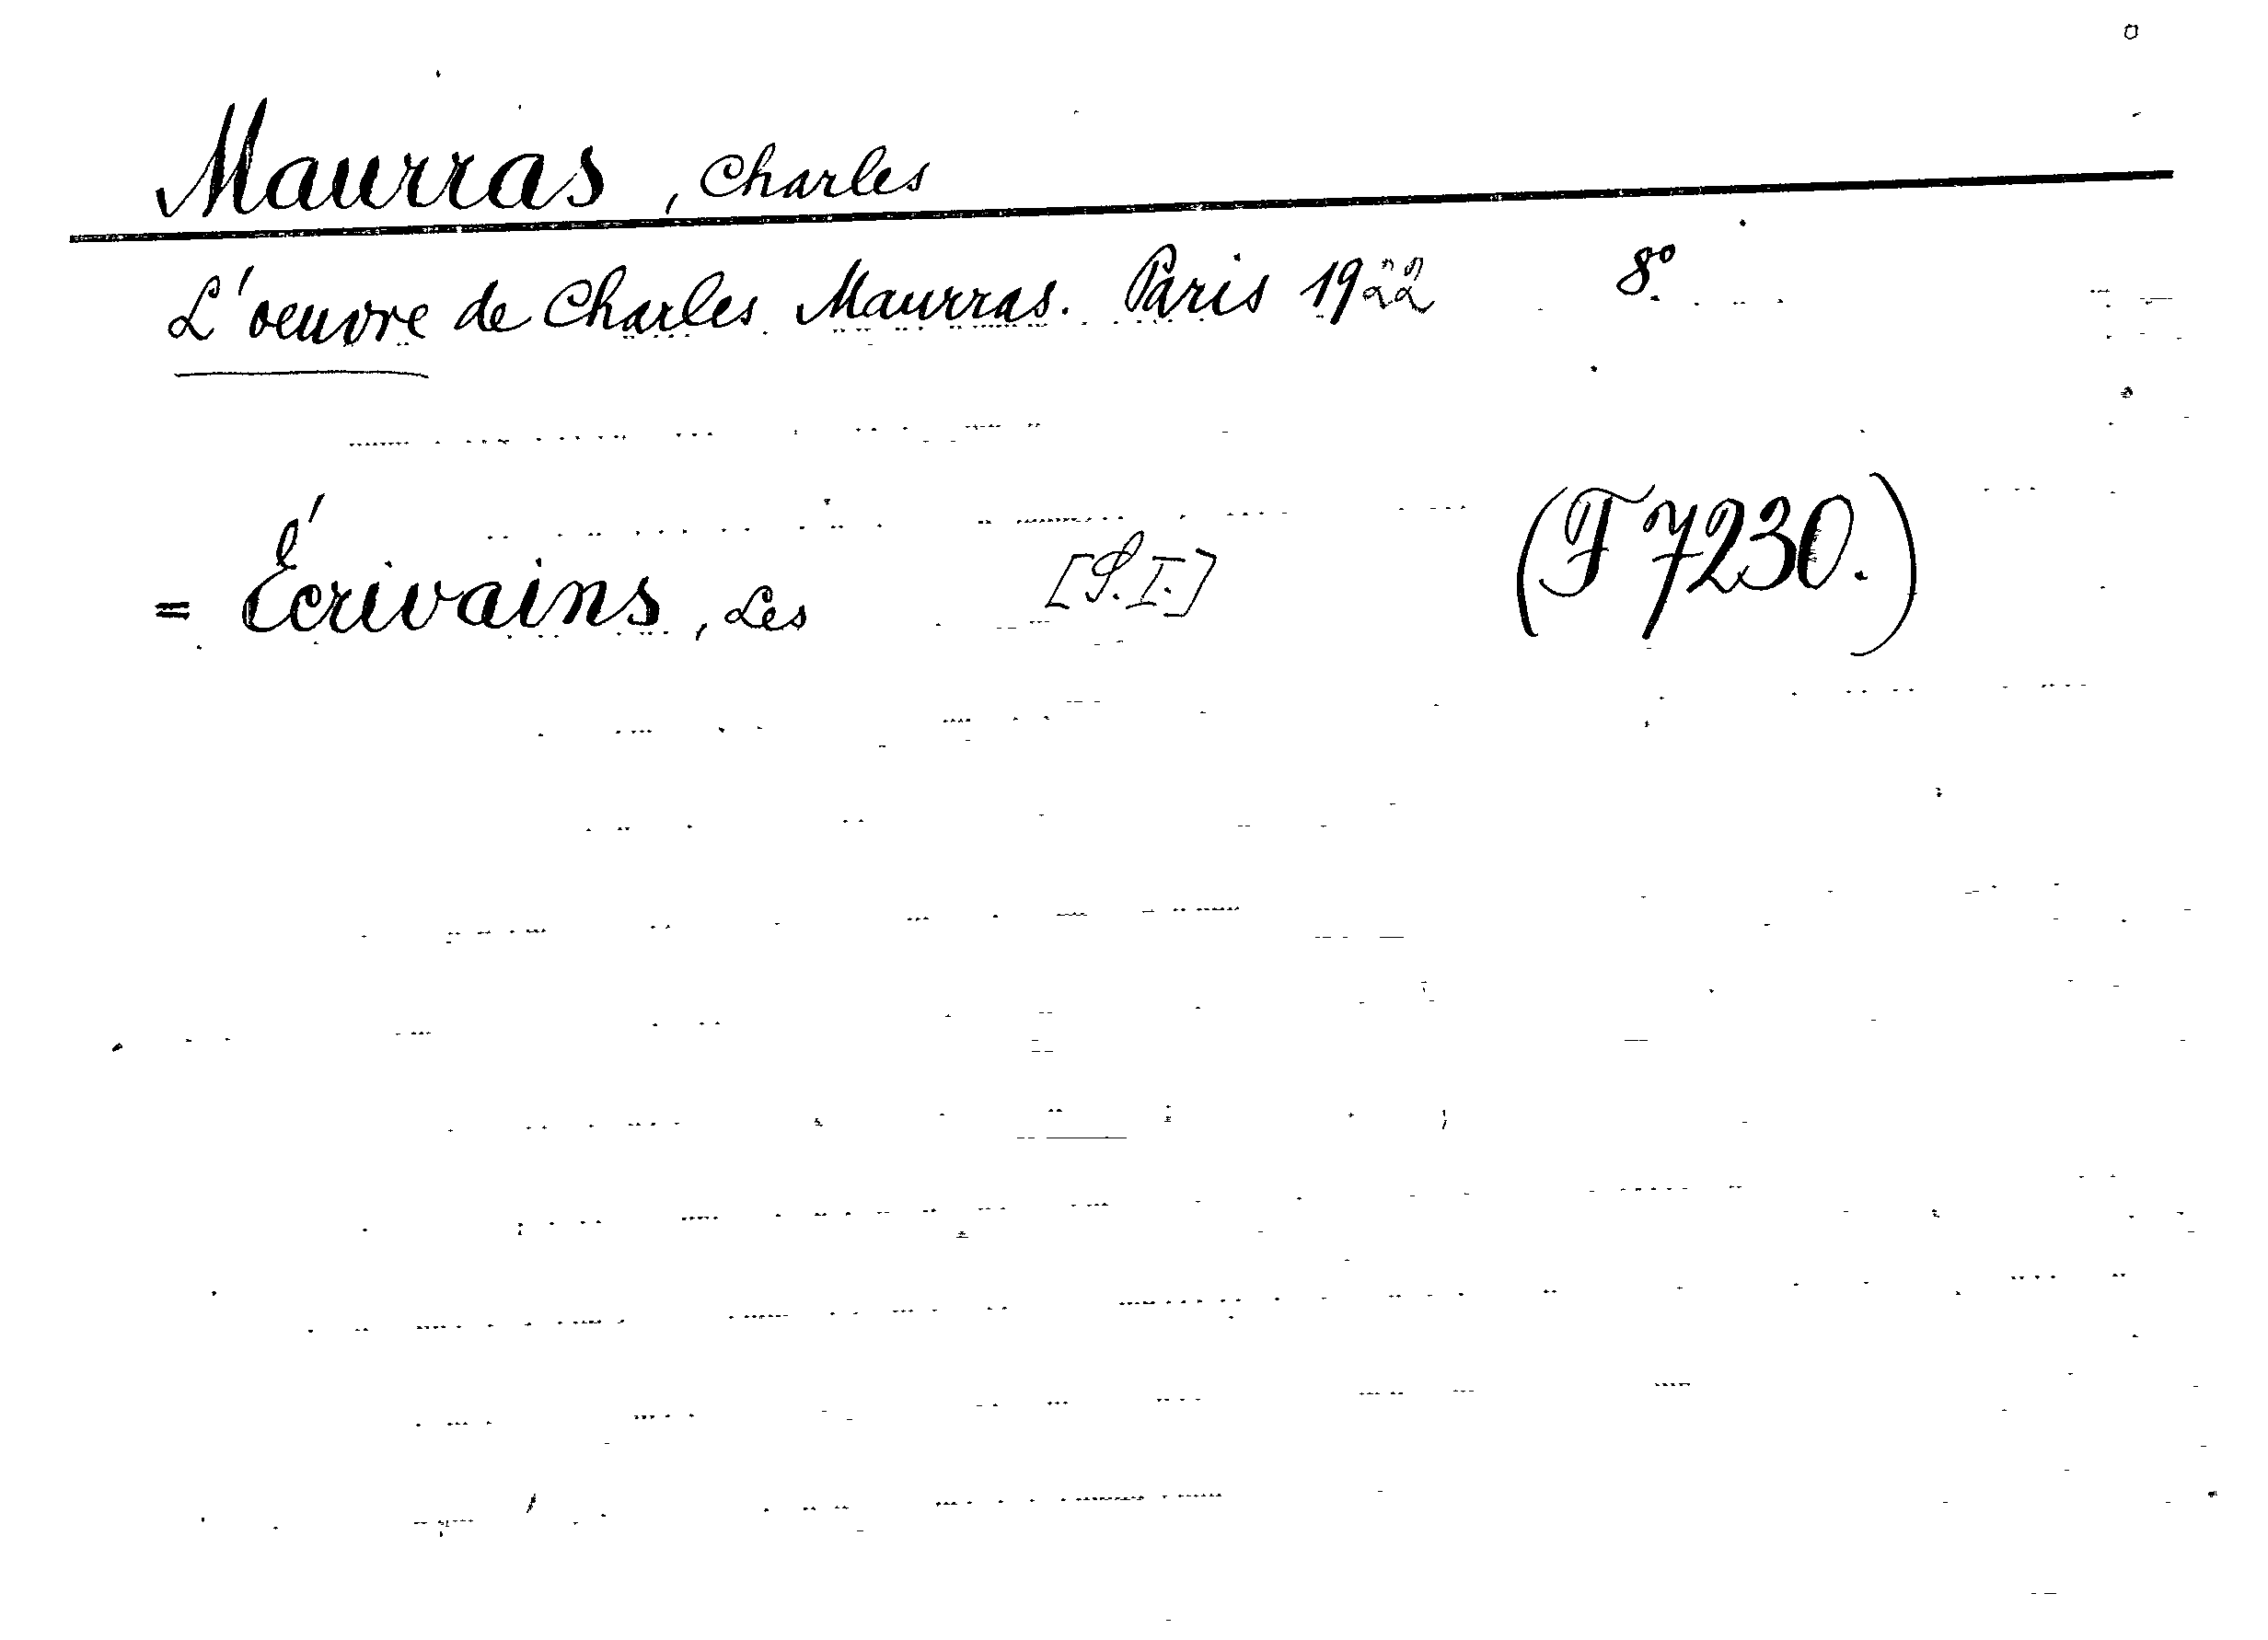 Maurras, Charles
L'oeuvre de Charles Maurras. Paris 1922 8°.
= Écrivains, Les [S.I.] (F 7230.)